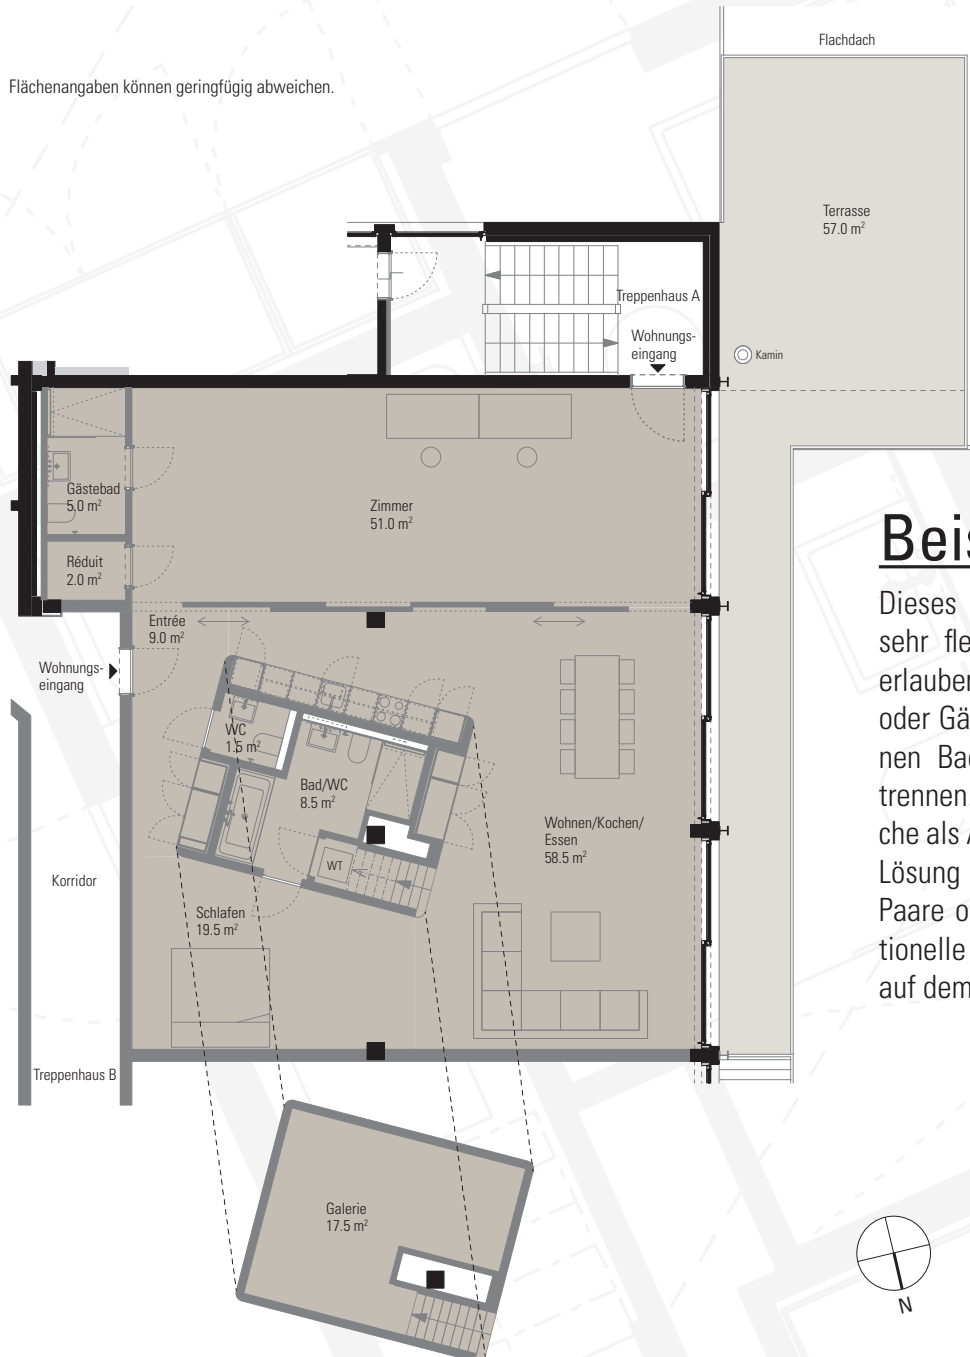 Flachdach
Flächenangaben können geringfügig abweichen.
Terrasse
57.0 m²
Treppenhaus A
Wohnungs-
eingang
Kamin
Gästebad
5.0 m²
Zimmer
51.0 m²
Réduit
2.0 m²
Entrée
9.0 m²
Wohnungs-
eingang
WC
1.5 m²
Bad/WC
8.5 m²
Wohnen/Kochen/
Essen
58.5 m²
WT
Korridor
Schlafen
19.5 m²
Treppenhaus B
Galerie
17.5 m²
N
Beis
Dieses
sehr fle
erlauben
oder Gä
nen Bad
trennen.
che als A
Lösung
Paare o
tionelle
auf dem